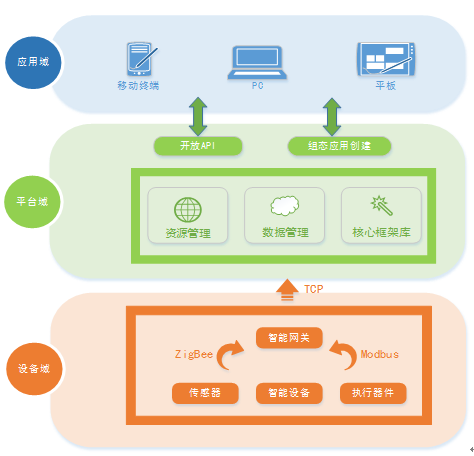 应用域
移动终端
PC
平板
开放API
组态应用创建
平台域
资源管理
数据管理
核心框架库
TCP
智能网关
ZigBee
Modbus
设备域
传感器
智能设备
执行器件